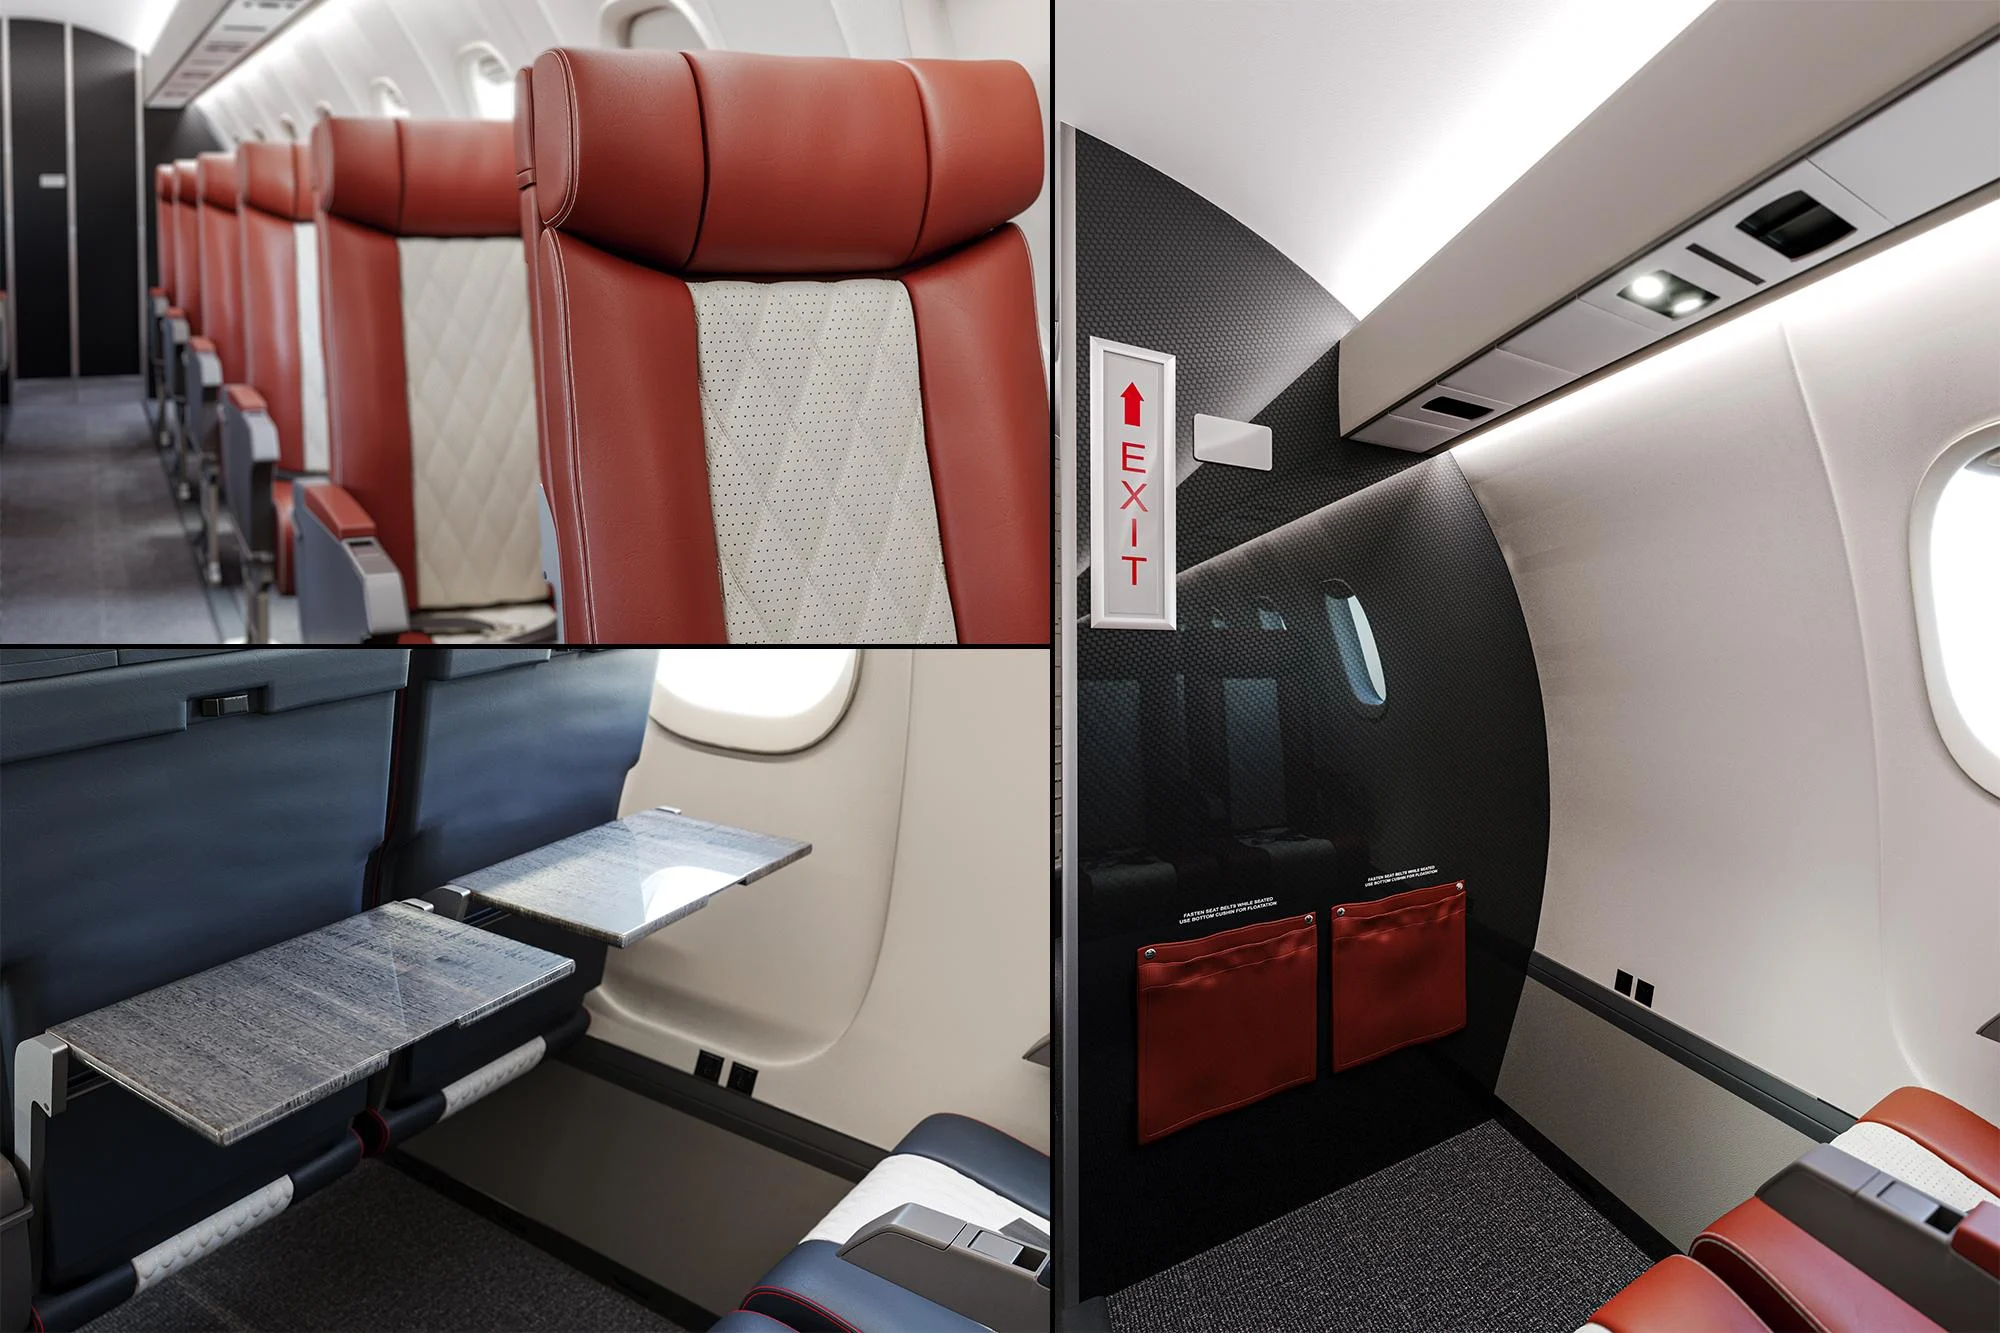 EXIT
FASTEN SEAT BELTS WHILE SEATED
USE BOTTOM CUSHION FOR FLOATATION
FASTEN SEAT BELTS WHILE SEATED
USE BOTTOM CUSHION FOR FLOATATION